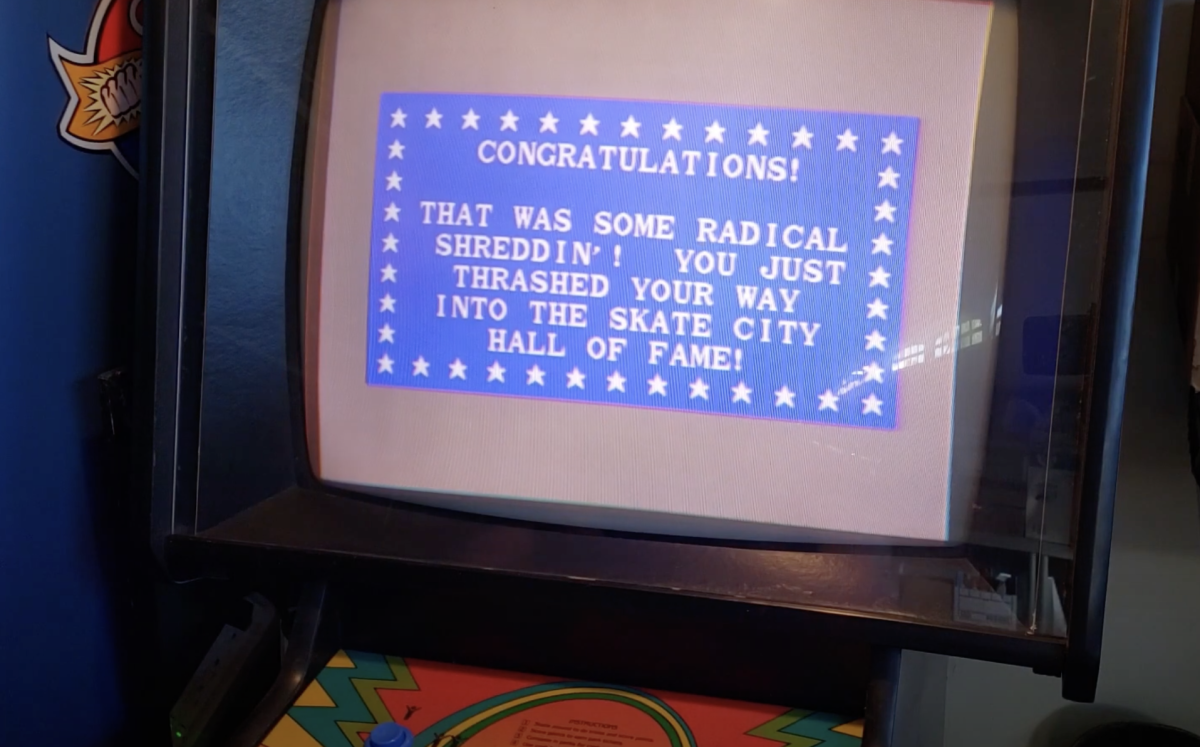 CONGRATULATIONS!
THAT WAS SOME RADICAL
SHREDDIN'! YOU JUST
THRASHED YOUR WAY
INTO THE SKATE CITY
HALL OF FAME!
INSTRUCTIONS